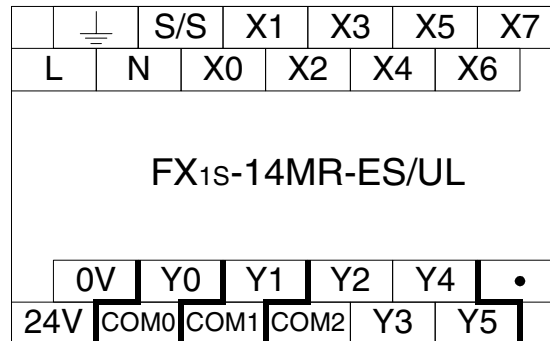 S/S X1 X3 X5 X7
L N X0 X2 X4 X6
FX1S-14MR-ES/UL
0V Y0 Y1 Y2 Y4 •
24V COM0 COM1 COM2 Y3 Y5